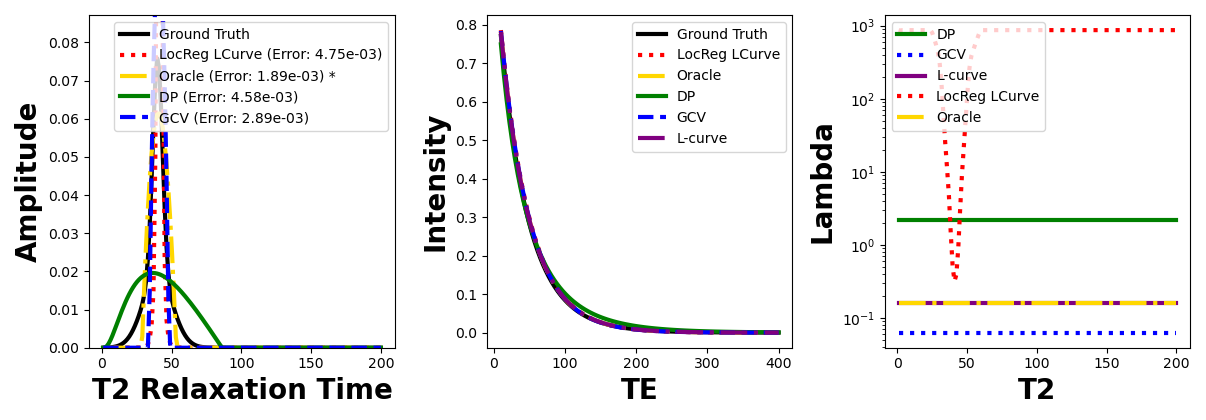 Amplitude
0.08
0.07
0.06
0.05
0.04
0.03
0.02
0.01
0.00
Ground Truth
LocReg LCurve (Error: 4.75e-03)
Oracle (Error: 1.89e-03) *
DP (Error: 4.58e-03)
GCV (Error: 2.89e-03)
0 50 100 150 200
T2 Relaxation Time
Intensity
0.8
0.7
0.6
0.5
0.4
0.3
0.2
0.1
0.0
Ground Truth
LocReg LCurve
Oracle
DP
GCV
L-curve
0 100 200 300 400
TE
Lambda
10³
10²
10¹
10⁰
10⁻¹
DP
GCV
L-curve
LocReg LCurve
Oracle
0 50 100 150 200
T2